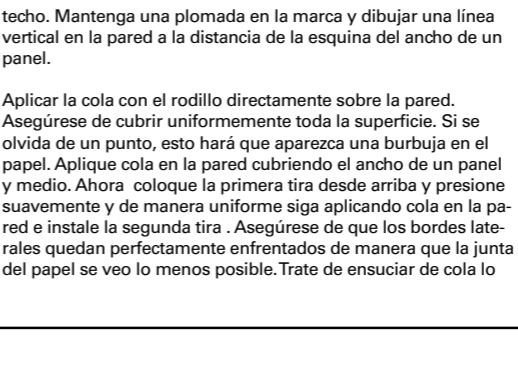 techo. Mantenga una plomada en la marca y dibujar una línea
vertical en la pared a la distancia de la esquina del ancho de un
panel.
Aplicar la cola con el rodillo directamente sobre la pared.
Asegúrese de cubrir uniformemente toda la superficie. Si se
olvida de un punto, esto hará que aparezca una burbuja en el
papel. Aplique cola en la pared cubriendo el ancho de un panel
y medio. Ahora  coloque la primera tira desde arriba y presione
suavemente y de manera uniforme siga aplicando cola en la pa-
red e instale la segunda tira . Asegúrese de que los bordes late-
rales quedan perfectamente enfrentados de manera que la junta
del papel se veo lo menos posible.Trate de ensuciar de cola lo